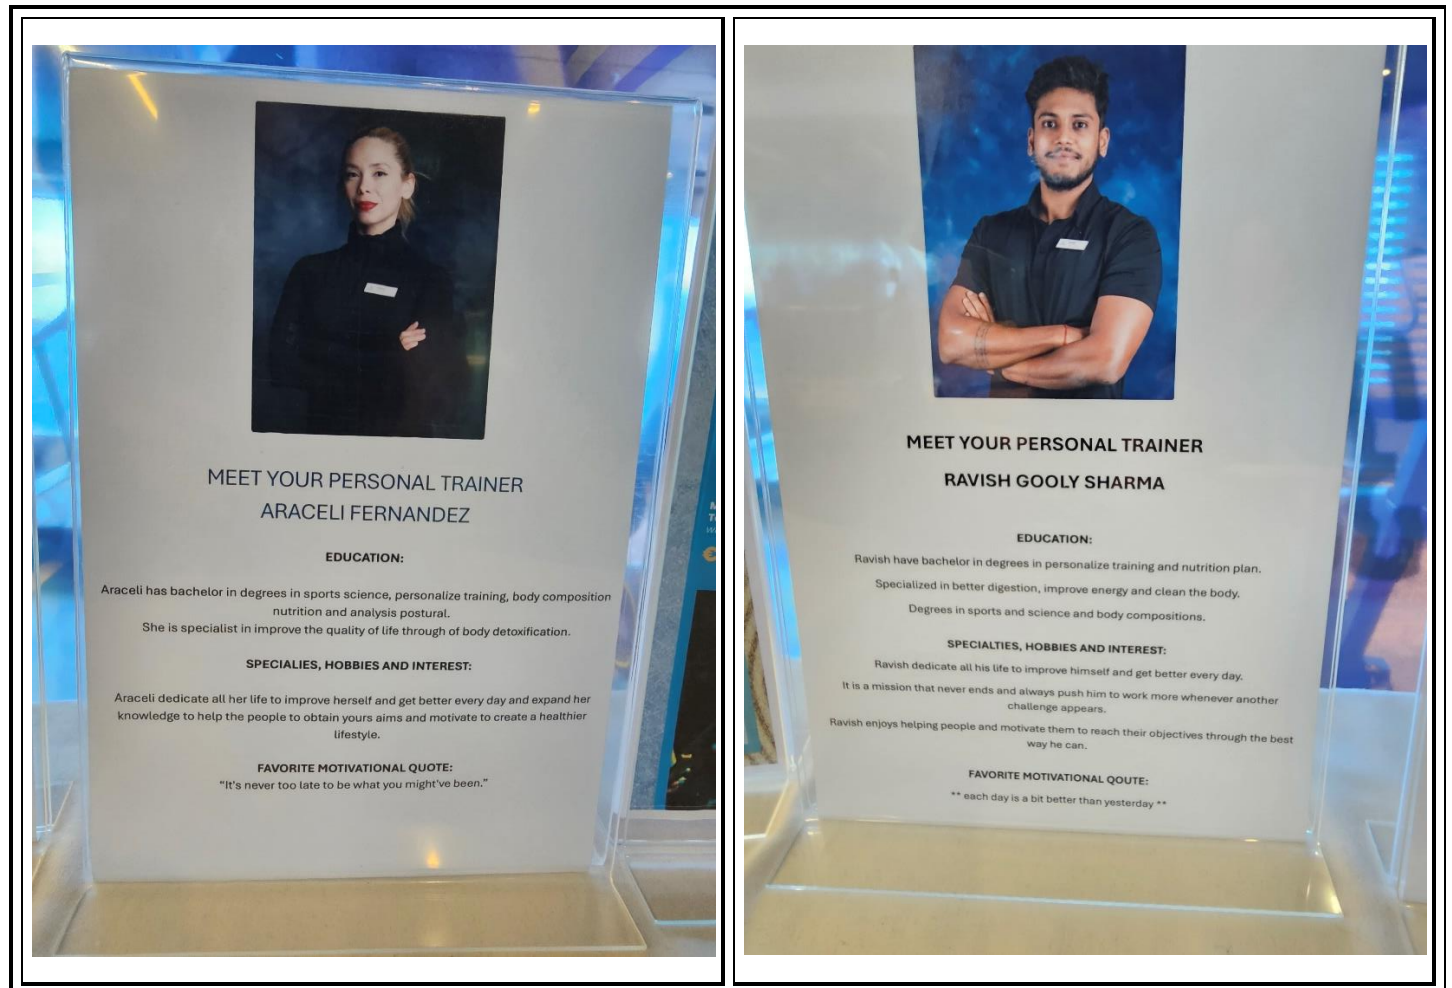 MEET YOUR PERSONAL TRAINER
ARACELI FERNANDEZ
EDUCATION:
Araceli has bachelor in degrees in sports science, personalize training, body composition
nutrition and analysis postural.
She is specialist in improve the quality of life through of body detoxification.
SPECIALIES, HOBBIES AND INTEREST:
Araceli dedicate all her life to improve herself and get better every day and expand her
knowledge to help the people to obtain yours aims and motivate to create a healthier
lifestyle.
FAVORITE MOTIVATIONAL QUOTE:
“It’s never too late to be what you might’ve been.”
MEET YOUR PERSONAL TRAINER
RAVISH GOOLY SHARMA
EDUCATION:
Ravish have bachelor in degrees in personalize training and nutrition plan.
Specialized in better digestion, improve energy and clean the body.
Degrees in sports and science and body compositions.
SPECIALTIES, HOBBIES AND INTEREST:
Ravish dedicate all his life to improve himself and get better every day.
It is a mission that never ends and always push him to work more whenever another
challenge appears.
Ravish enjoys helping people and motivate them to reach their objectives through the best
way he can.
FAVORITE MOTIVATIONAL QOUTE:
** each day is a bit better than yesterday **